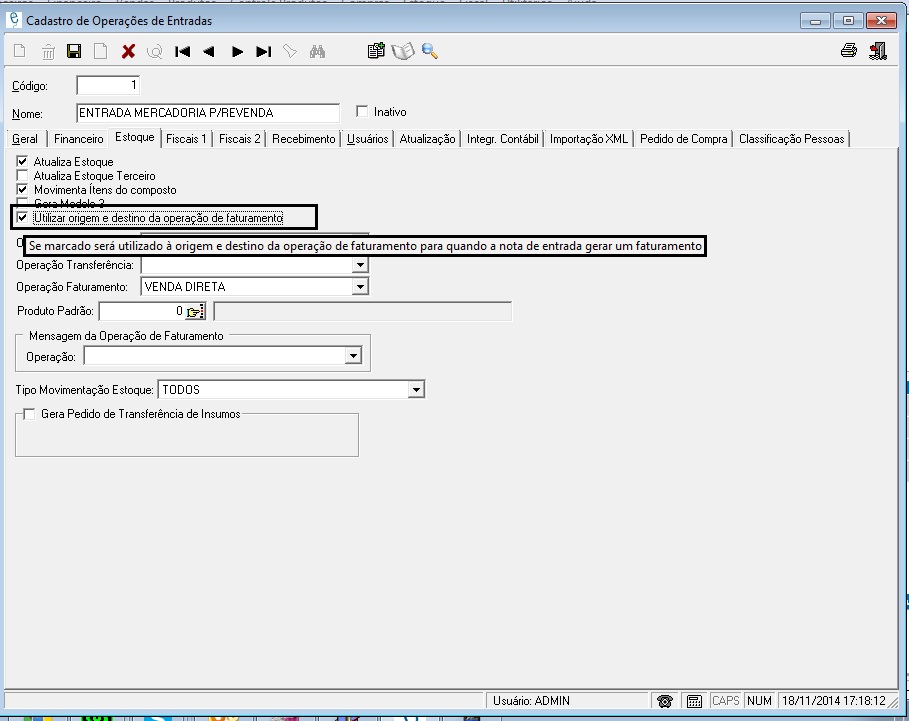 Cadastro de Operações de Entradas
Código: 1
Nome: ENTRADA MERCADORIA P/REVENDA Inativo
Geral Financeiro Estoque Fiscais 1 Fiscais 2 Recebimento Usuários Atualização Integr. Contábil Importação XML Pedido de Compra Classificação Pessoas
Atualiza Estoque
Atualiza Estoque Terceiro
Movimenta Ítens do composto
Gera Modelo 3
Utilizar origem e destino da operação de faturamento
Se marcado será utilizado à origem e destino da operação de faturamento para quando a nota de entrada gerar um faturamento
Operação Transferência:
Operação Faturamento: VENDA DIRETA
Produto Padrão: 0
Mensagem da Operação de Faturamento
Operação:
Tipo Movimentação Estoque: TODOS
Gera Pedido de Transferência de Insumos
Usuário: ADMIN CAPS NUM 18/11/2014 17:18:12